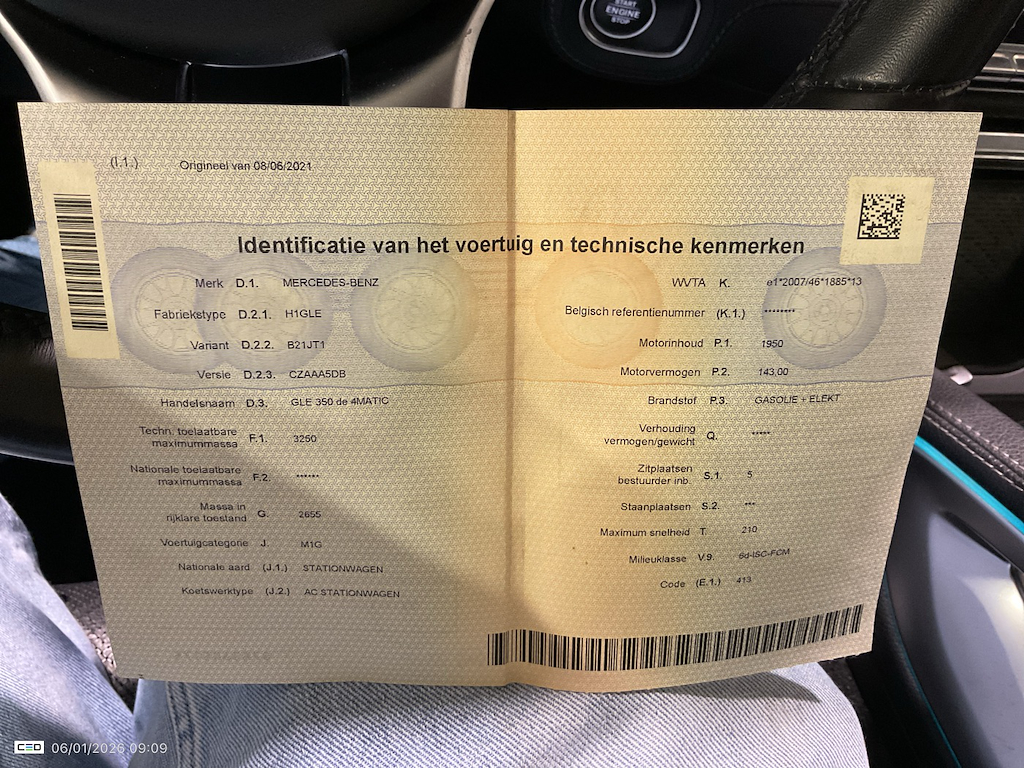 START
ENGINE
STOP
(I.1.) Origineel van 08/06/2021
Identificatie van het voertuig en technische kenmerken
Merk D.1. MERCEDES-BENZ
Fabriekstype D.2.1. H1GLE
Variant D.2.2. B21JT1
Versie D.2.3. CZAAA5DB
Handelsnaam D.3. GLE 350 de 4MATIC
Techn. toelaatbare
maximummassa F.1. 3250
Nationale toelaatbare
maximummassa F.2. ******
Massa in
rijklare toestand G. 2655
Voertuigcategorie J. M1G
Nationale aard (J.1.) STATIONWAGEN
Koetswerktype (J.2.) AC STATIONWAGEN
WVTA K. e1*2007/46*1885*13
Belgisch referentienummer (K.1.) ********
Motorinhoud P.1. 1950
Motorvermogen P.2. 143,00
Brandstof P.3. GASOLIE + ELEKT
Verhouding
vermogen/gewicht Q. *****
Zitplaatsen
bestuurder inb. S.1. 5
Staanplaatsen S.2. ***
Maximum snelheid T. 210
Milieuklasse V.9. 6d-ISC-FCM
Code (E.1.) 413
CEO 06/01/2026 09:09